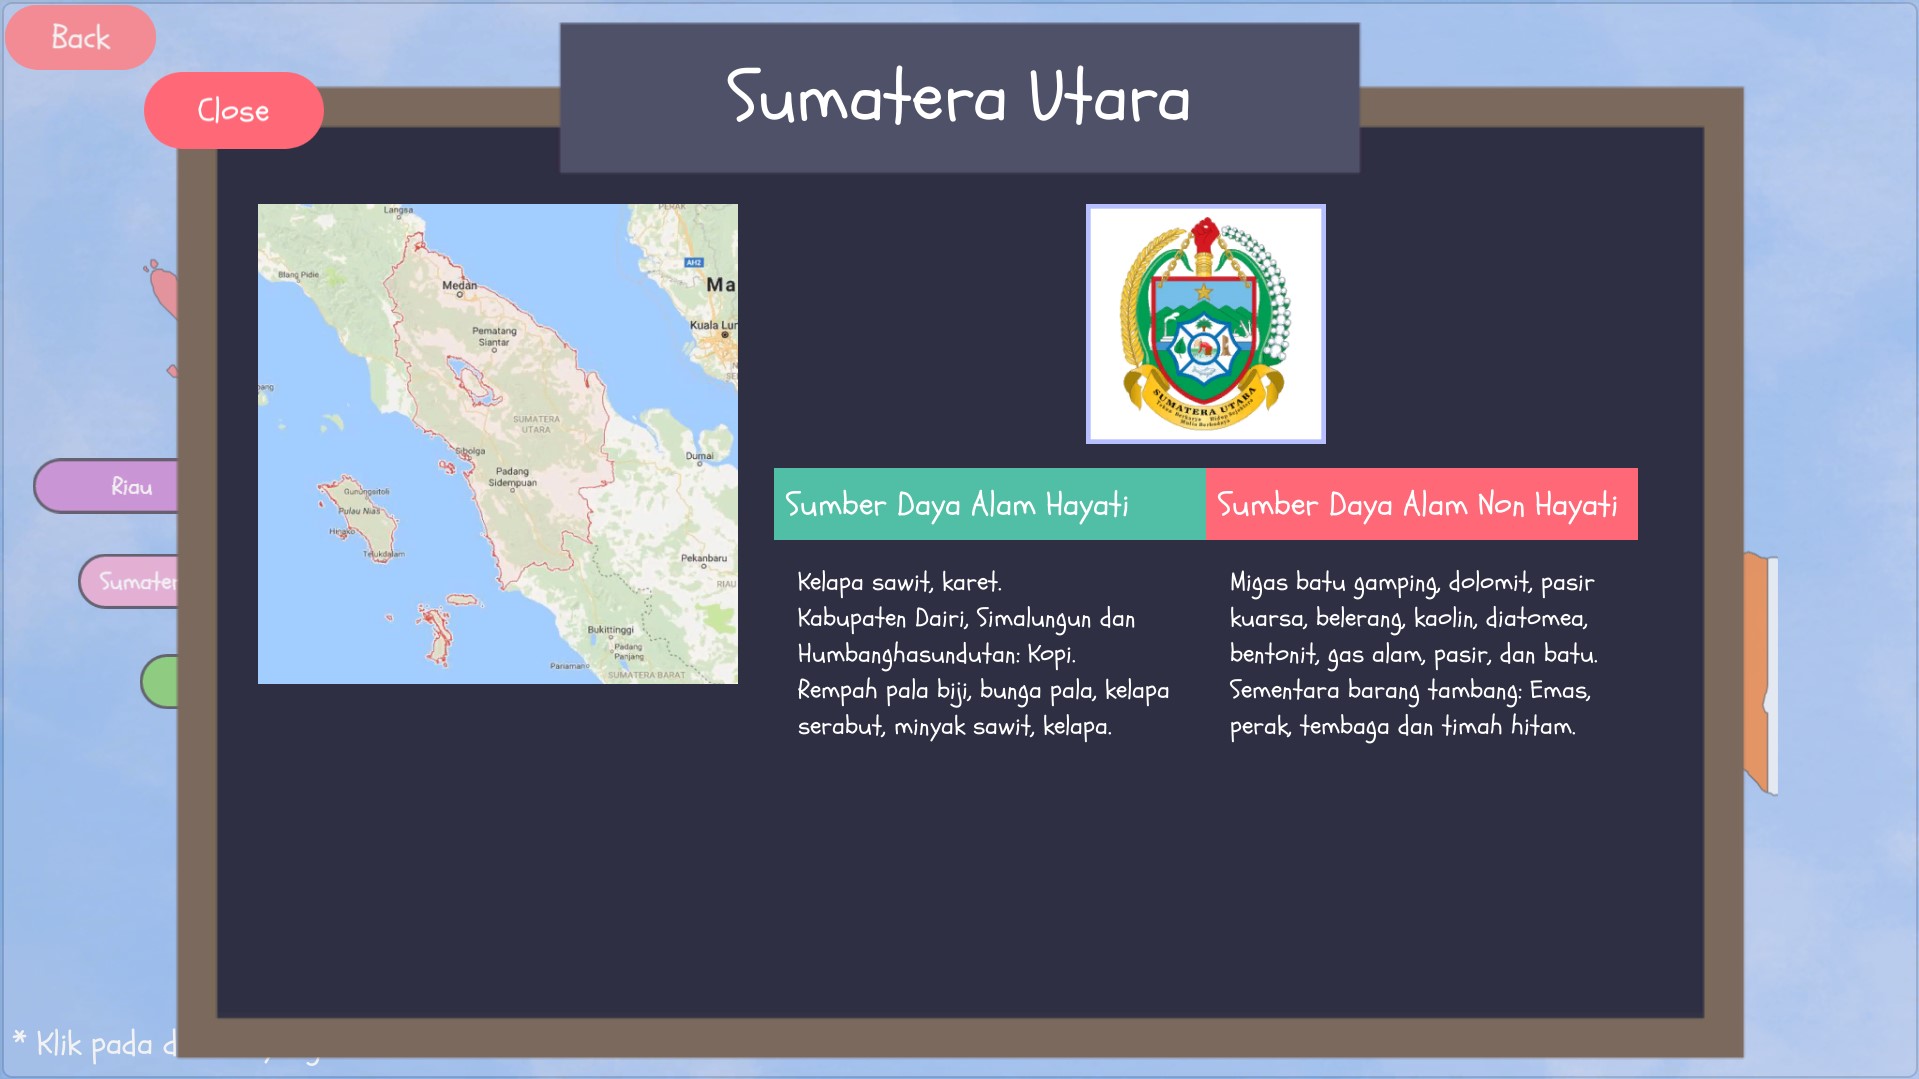 Back
Close
Sumatera Utara
Langsa
PERAK
AH2
Blang Pidie
Medan
Ma
Kuala Lur
Pematang
Siantar
SUMATERA
UTARA
Sibolga
Dumai
Padang
Sidempuan
Gunungsitoli
Pulau Nias
Telukdalam
Pekanbaru
RIAU
Bukittinggi
Padang
Panjang
Pariaman
SUMATERA BARAT
SUMATERA UTARA
Sumber Daya Alam Hayati
Sumber Daya Alam Non Hayati
Kelapa sawit, karet.
Kabupaten Dairi, Simalungun dan
Humbanghasundutan: Kopi.
Rempah pala biji, bunga pala, kelapa
serabut, minyak sawit, kelapa.
Migas batu gamping, dolomit, pasir
kuarsa, belerang, kaolin, diatomea,
bentonit, gas alam, pasir, dan batu.
Sementara barang tambang: Emas,
perak, tembaga dan timah hitam.
Riau
Sumater
* Klik pada d